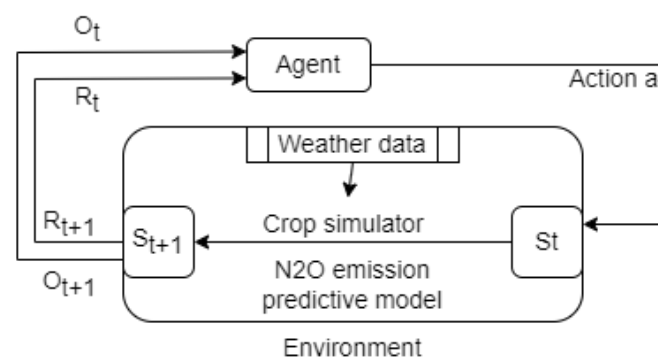 Ot
Agent
Action a
Rt
Weather data
Rt+1
St+1
Crop simulator
St
Ot+1
N2O emission
predictive model
Environment